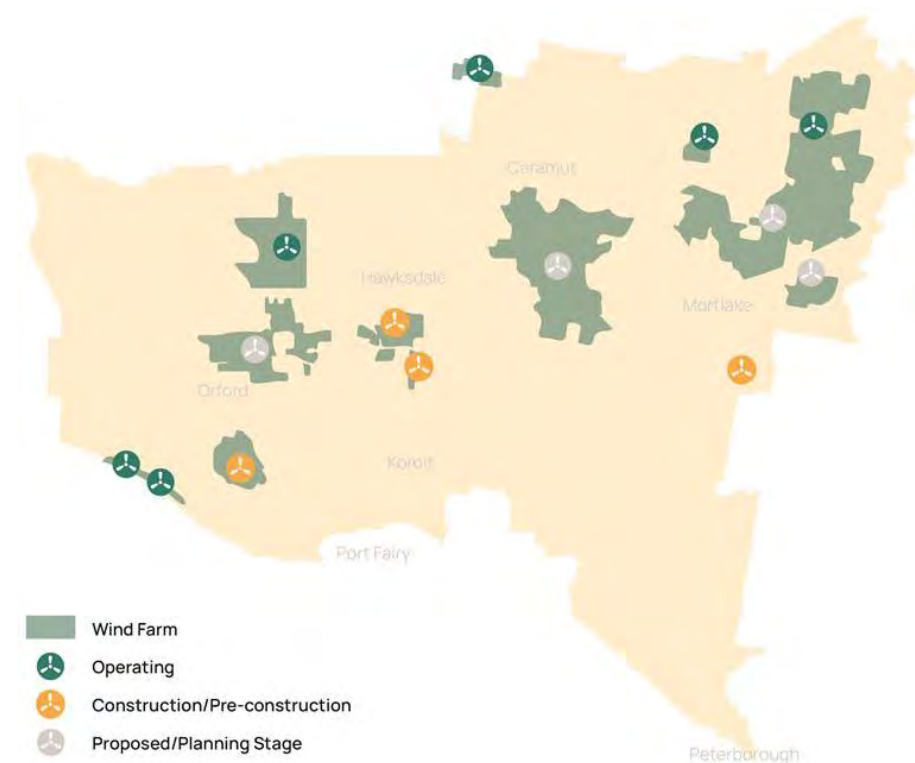 Caramut
Hawksdale
Mortlake
Orford
Koroit
Port Fairy
Wind Farm
Operating
Construction/Pre-construction
Proposed/Planning Stage
Peterborough